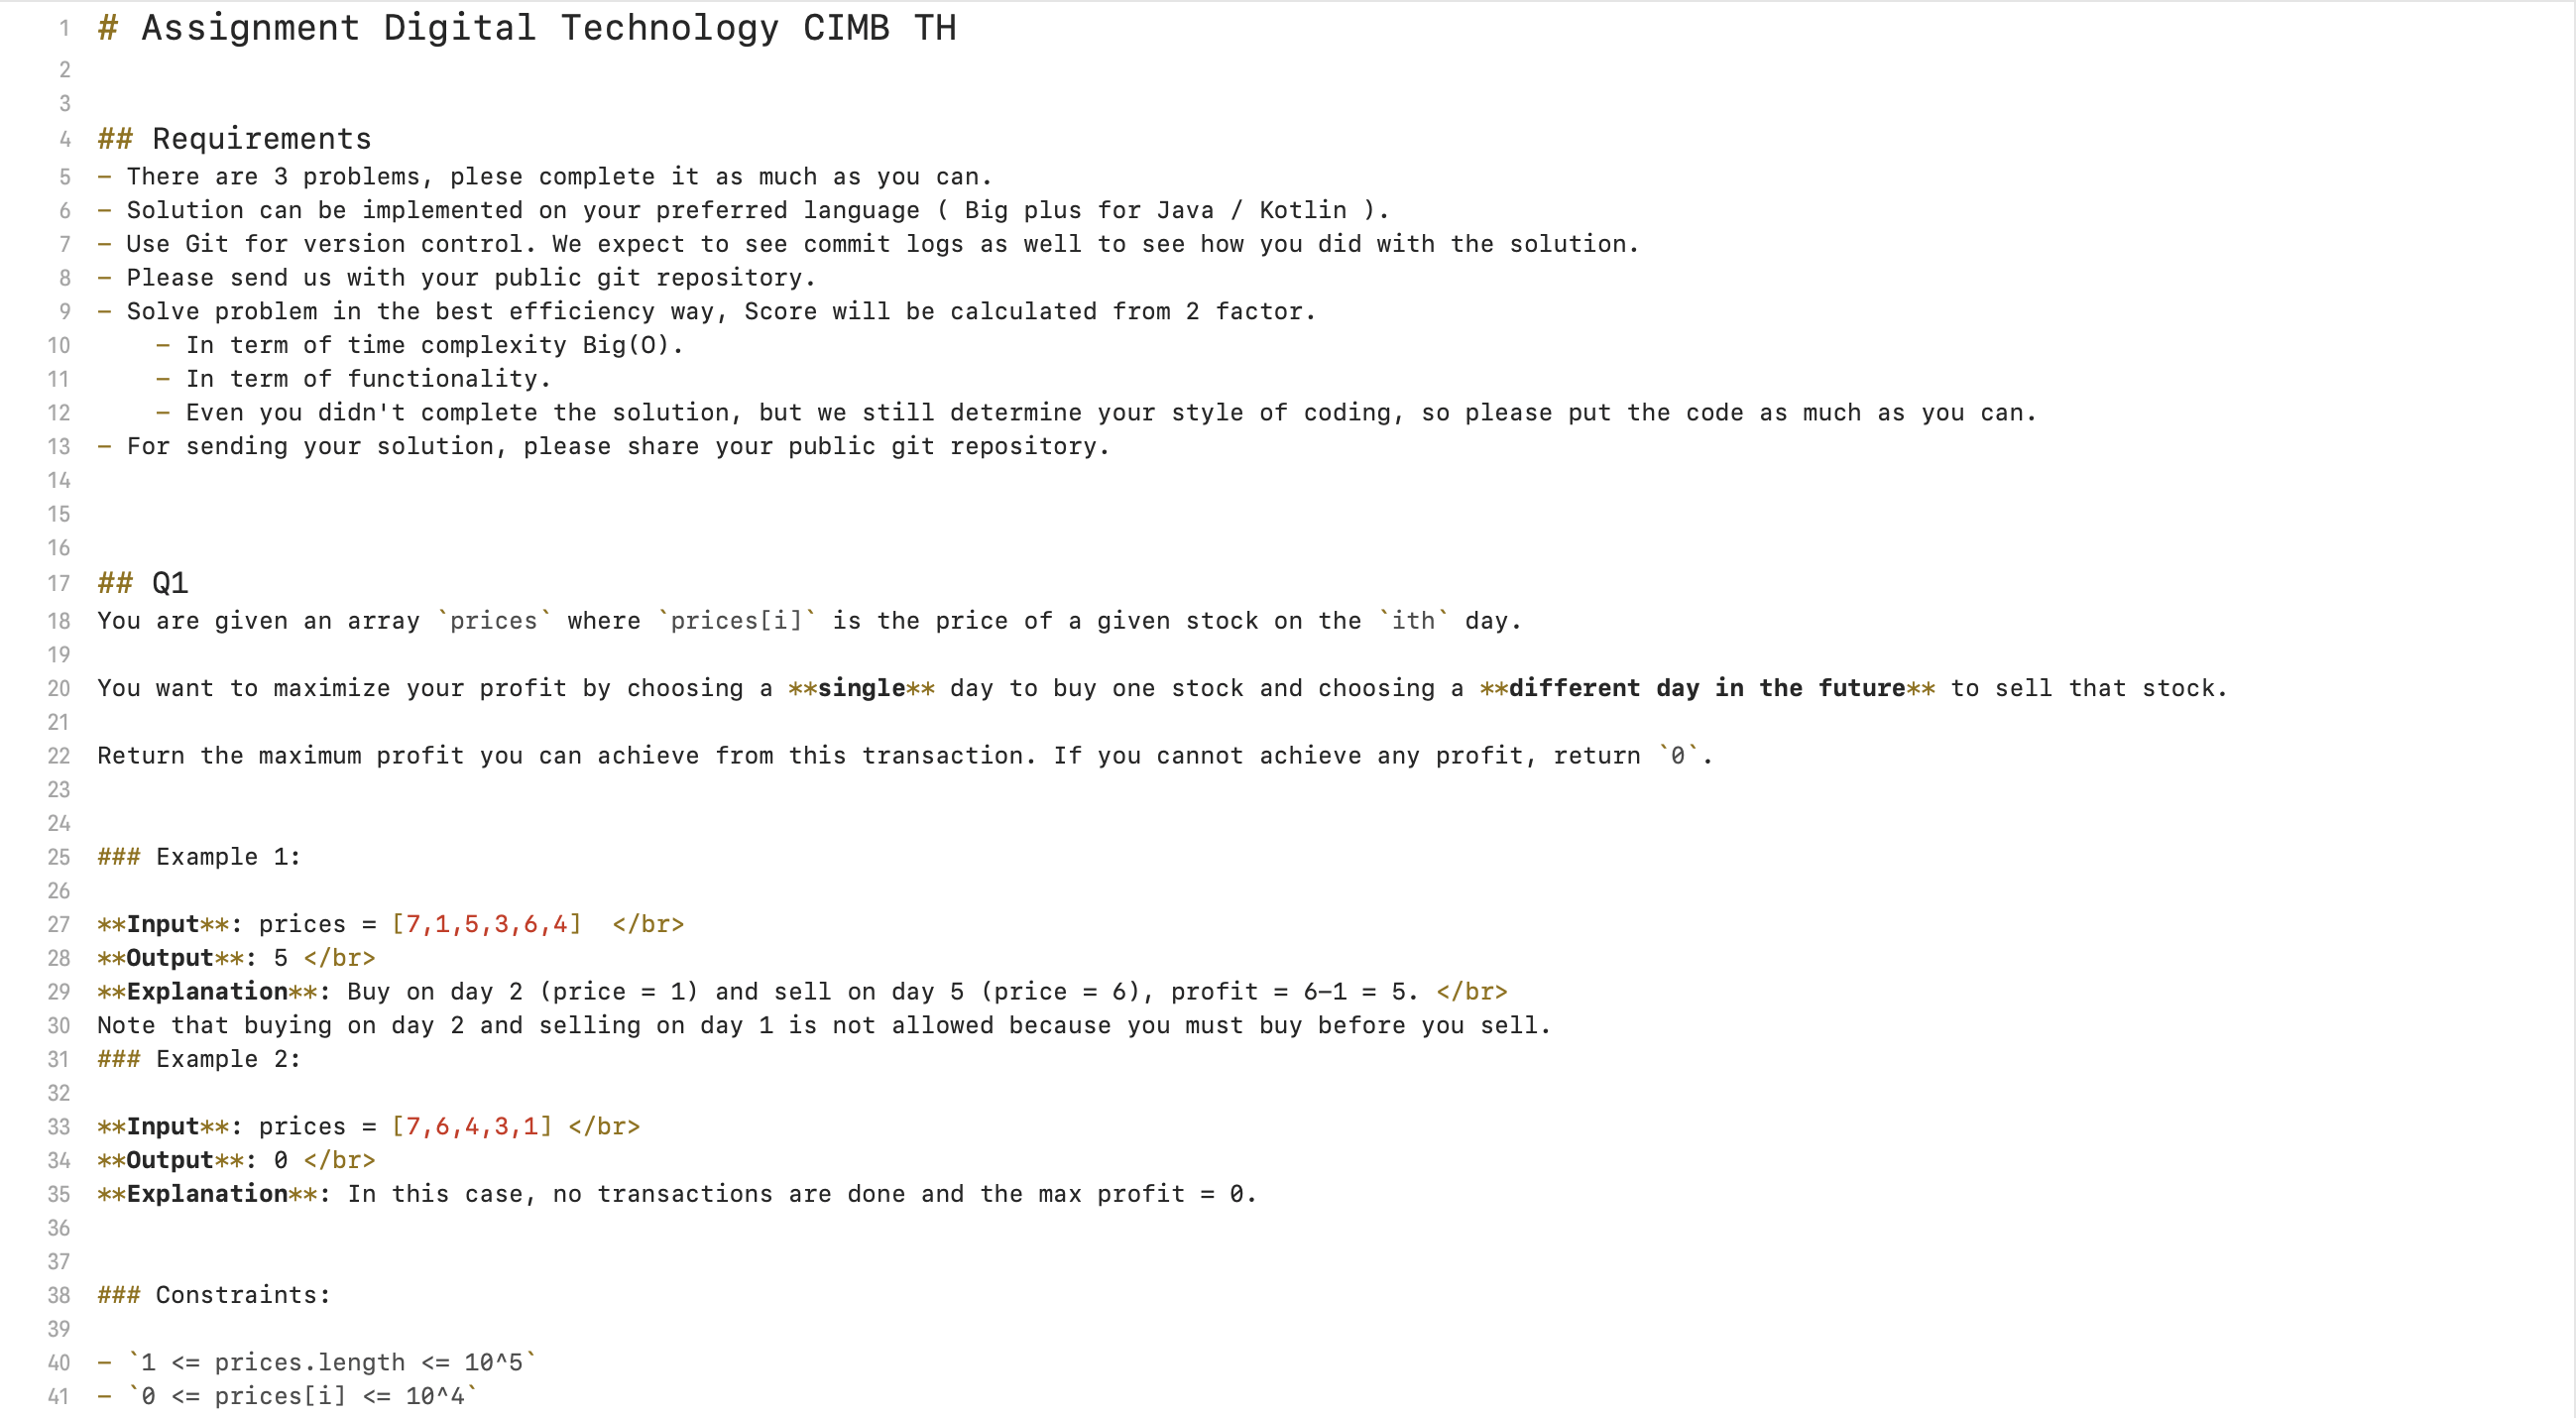 1 # Assignment Digital Technology CIMB TH
2
3
4 ## Requirements
5 - There are 3 problems, plese complete it as much as you can.
6 - Solution can be implemented on your preferred language ( Big plus for Java / Kotlin ).
7 - Use Git for version control. We expect to see commit logs as well to see how you did with the solution.
8 - Please send us with your public git repository.
9 - Solve problem in the best efficiency way, Score will be calculated from 2 factor.
10     - In term of time complexity Big(O).
11     - In term of functionality.
12     - Even you didn't complete the solution, but we still determine your style of coding, so please put the code as much as you can.
13 - For sending your solution, please share your public git repository.
14
15
16
17 ## Q1
18 You are given an array `prices` where `prices[i]` is the price of a given stock on the `ith` day.
19
20 You want to maximize your profit by choosing a **single** day to buy one stock and choosing a **different day in the future** to sell that stock.
21
22 Return the maximum profit you can achieve from this transaction. If you cannot achieve any profit, return `0`.
23
24
25 ### Example 1:
26
27 **Input**: prices = [7,1,5,3,6,4]  </br>
28 **Output**: 5 </br>
29 **Explanation**: Buy on day 2 (price = 1) and sell on day 5 (price = 6), profit = 6-1 = 5. </br>
30 Note that buying on day 2 and selling on day 1 is not allowed because you must buy before you sell.
31 ### Example 2:
32
33 **Input**: prices = [7,6,4,3,1] </br>
34 **Output**: 0 </br>
35 **Explanation**: In this case, no transactions are done and the max profit = 0.
36
37
38 ### Constraints:
39
40 - `1 <= prices.length <= 10^5`
41 - `0 <= prices[i] <= 10^4`